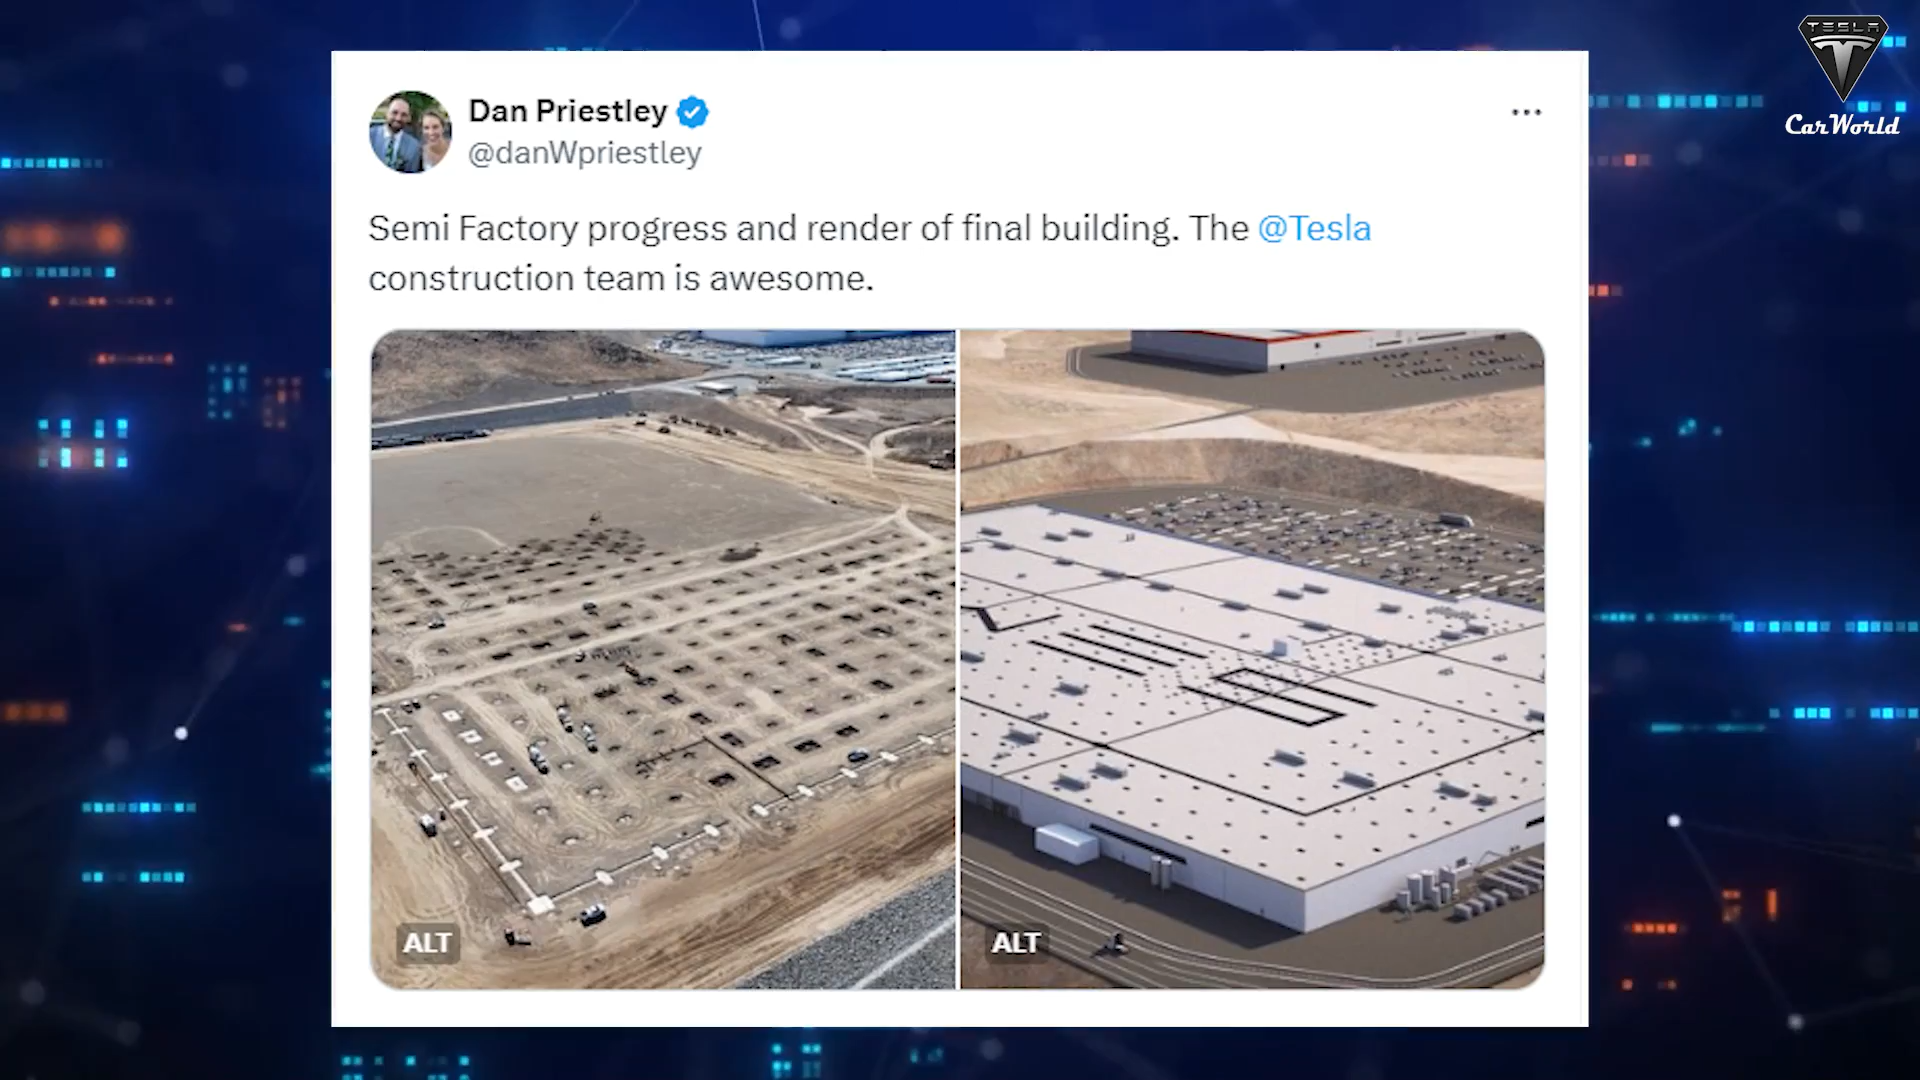 TESLA
CarWorld
Dan Priestley
@danWpriestley
Semi Factory progress and render of final building. The @Tesla
construction team is awesome.
ALT
ALT